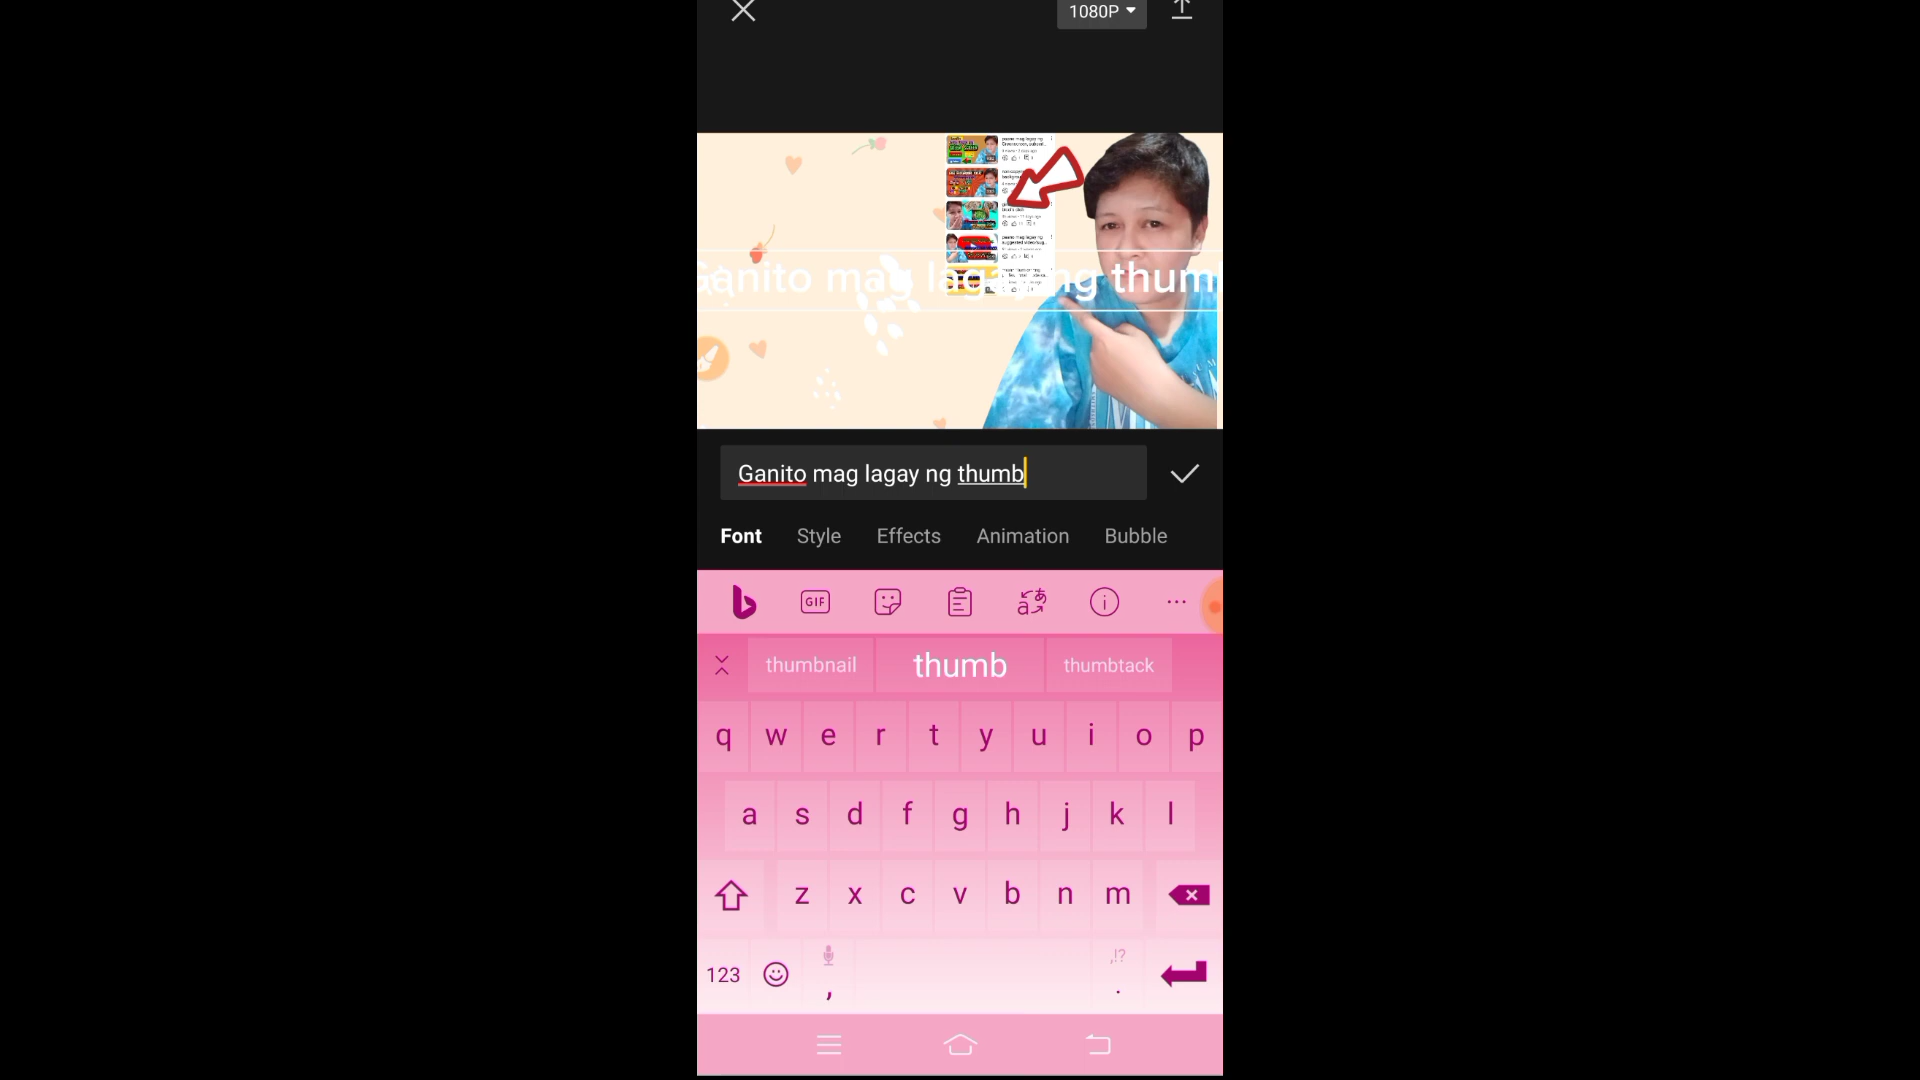 1080P
Ganito mag lagay ng thum
Ganito mag lagay ng thumb
Font Style Effects Animation Bubble
GIF
thumbnail thumb thumbtack
q w e r t y u i o p
a s d f g h j k l
z x c v b n m
,!?
123 , .